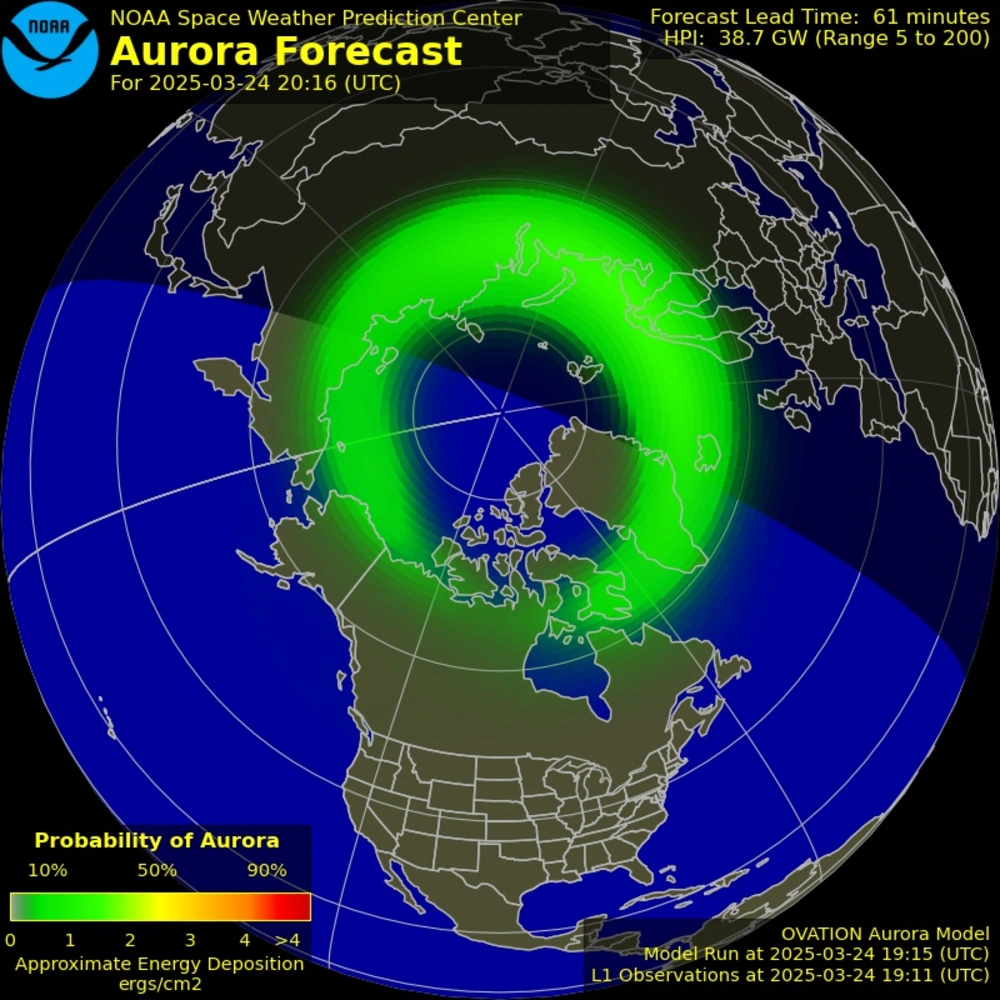 NOAA
NOAA Space Weather Prediction Center
Aurora Forecast
For 2025-03-24 20:16 (UTC)
Forecast Lead Time: 61 minutes
HPI: 38.7 GW (Range 5 to 200)
Probability of Aurora
10% 50% 90%
0 1 2 3 4 >4
Approximate Energy Deposition
ergs/cm2
OVATION Aurora Model
Model Run at 2025-03-24 19:15 (UTC)
L1 Observations at 2025-03-24 19:11 (UTC)